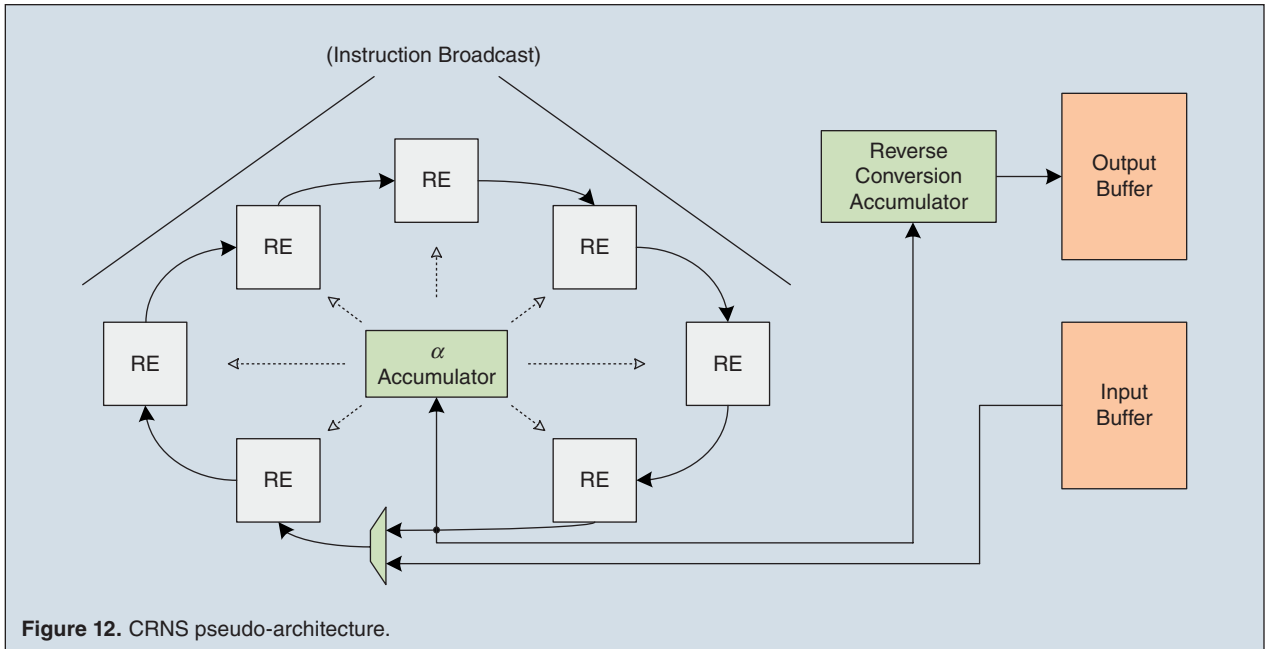 (Instruction Broadcast)
RE
RE
RE
RE
RE
RE
RE
α
Accumulator
Reverse
Conversion
Accumulator
Output
Buffer
Input
Buffer
Figure 12. CRNS pseudo-architecture.